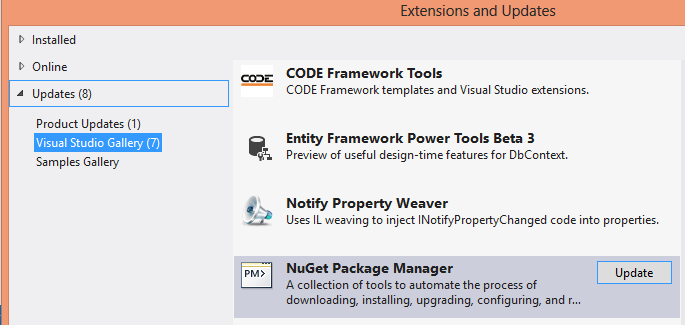 Extensions and Updates
Installed
Online
Updates (8)
Product Updates (1)
Visual Studio Gallery (7)
Samples Gallery
CODE
CODE Framework Tools
CODE Framework templates and Visual Studio extensions.
Entity Framework Power Tools Beta 3
Preview of useful design-time features for DbContext.
Notify Property Weaver
Uses IL weaving to inject INotifyPropertyChanged code into properties.
PM>
NuGet Package Manager
Update
A collection of tools to automate the process of
downloading, installing, upgrading, configuring, and r...